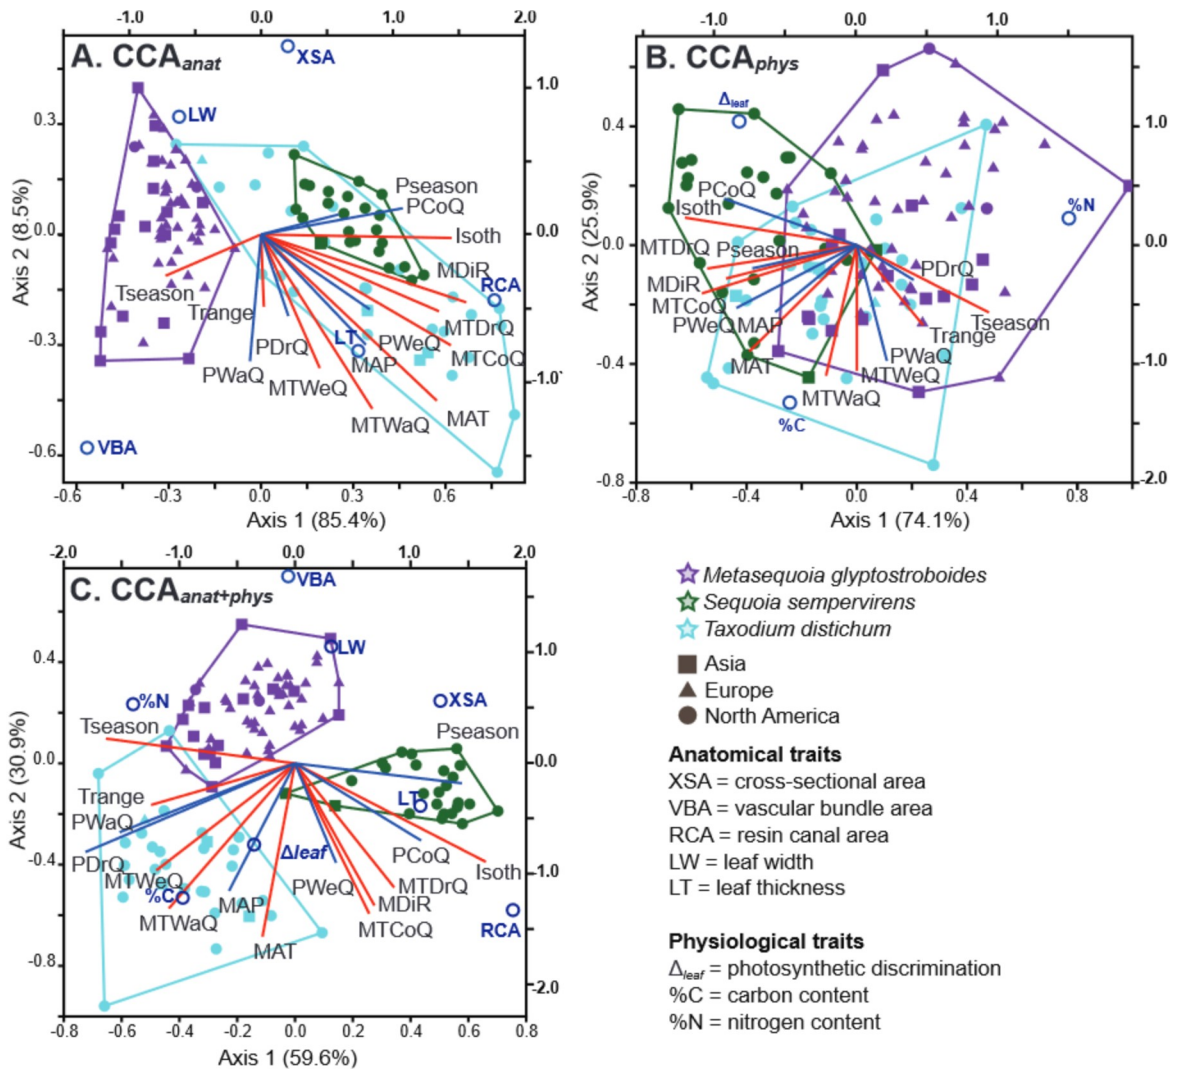 -1.0 0.0 1.0 2.0
A. CCAanat
XSA
LW
1.0
0.3
Pseason
PCoQ
0.0
Isoth
0.0
MDiR
RCA
Tseason
Trange
MTDrQ
LT
PWeQ
-0.3
PDrQ
MAP
MTCoQ
PWaQ
MTWeQ
-1.0
MTWaQ
MAT
VBA
-0.6
-0.6 -0.3 0.0 0.3 0.6
Axis 1 (85.4%)
Axis 2 (8.5%)
-1.0 0.0 1.0
B. CCAphys
Δleaf
0.4
1.0
PCoQ
Isoth
%N
0.0
MTDrQ
Pseason
0.0
PDrQ
MDiR
MTCoQ
PWeQ
MAP
Tseason
Trange
PWaQ
MAT
MTWeQ
-0.4
-1.0
MTWaQ
%C
-0.8
-2.0
-0.8 -0.4 0.0 0.4 0.8
Axis 1 (74.1%)
Axis 2 (25.9%)
-2.0 -1.0 0.0 1.0 2.0
C. CCAanat+phys
VBA
LW
1.0
0.4
%N
XSA
Tseason
Pseason
0.0
0.0
Trange
LT
PWaQ
PDrQ
Δleaf
PCoQ
-0.4
MTWeQ
Isoth
-1.0
%C
PWeQ
MTDrQ
MAP
MDiR
MTWaQ
MTCoQ
RCA
MAT
-0.8
-2.0
-0.8 -0.6 -0.4 -0.2 0.0 0.2 0.4 0.6 0.8
Axis 1 (59.6%)
Axis 2 (30.9%)
Metasequoia glyptostroboides
Sequoia sempervirens
Taxodium distichum
Asia
Europe
North America
Anatomical traits
XSA = cross-sectional area
VBA = vascular bundle area
RCA = resin canal area
LW = leaf width
LT = leaf thickness
Physiological traits
Δleaf = photosynthetic discrimination
%C = carbon content
%N = nitrogen content